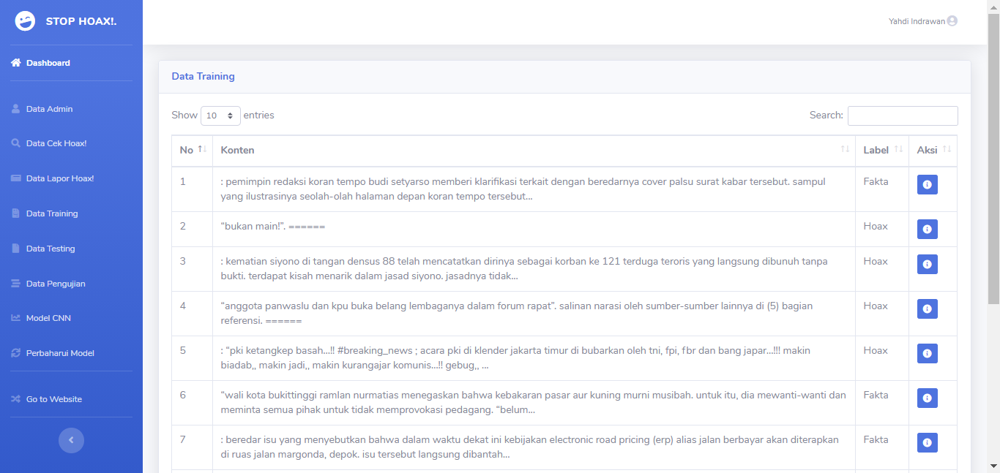 STOP HOAX!.
Yahdi Indrawan
Dashboard
Data Admin
Data Cek Hoax!
Data Lapor Hoax!
Data Training
Data Testing
Data Pengujian
Model CNN
Perbaharui Model
Go to Website
Data Training
Show 10 entries
Search:
No Konten Label Aksi
1 : pemimpin redaksi koran tempo budi setyarso memberi klarifikasi terkait dengan beredarnya cover palsu surat kabar tersebut. sampul Fakta
yang ilustrasinya seolah-olah halaman depan koran tempo tersebut...
2 “bukan main!”. ====== Hoax
3 : kematian siyono di tangan densus 88 telah mencatatkan dirinya sebagai korban ke 121 terduga teroris yang langsung dibunuh tanpa Hoax
bukti. terdapat kisah menarik dalam jasad siyono. jasadnya tidak...
4 “anggota panwaslu dan kpu buka belang lembaganya dalam forum rapat”. salinan narasi oleh sumber-sumber lainnya di (5) bagian Hoax
referensi. ======
5 : “pki ketangkep basah...!! #breaking_news ; acara pki di klender jakarta timur di bubarkan oleh tni, fpi, fbr dan bang japar...!!! makin Hoax
biadab,, makin jadi,, makin kurangajar komunis...!! gebug,, ...
6 “wali kota bukittinggi ramlan nurmatias menegaskan bahwa kebakaran pasar aur kuning murni musibah. untuk itu, dia mewanti-wanti dan Fakta
meminta semua pihak untuk tidak memprovokasi pedagang. “belum...
7 : beredar isu yang menyebutkan bahwa dalam waktu dekat ini kebijakan electronic road pricing (erp) alias jalan berbayar akan diterapkan Fakta
di ruas jalan margonda, depok. isu tersebut langsung dibantah...